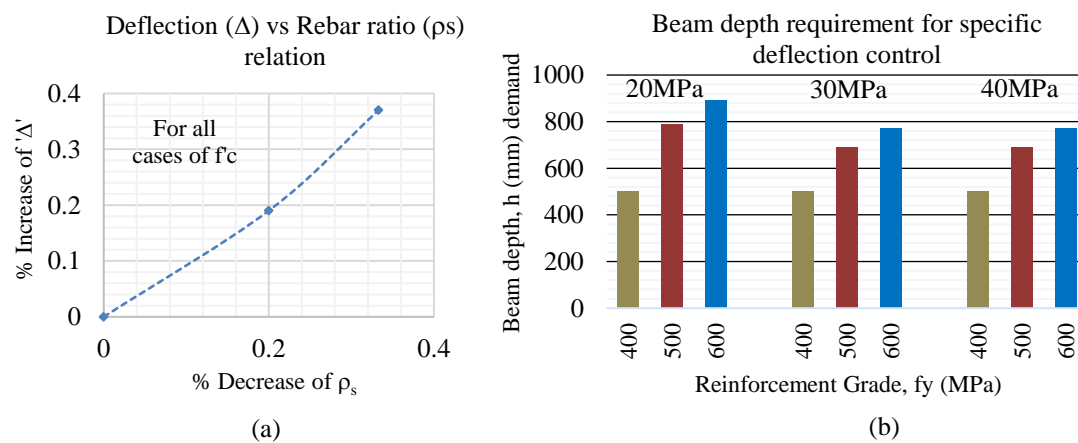 Deflection (Δ) vs Rebar ratio (ρs)
relation
% Increase of 'Δ'
0.4
0.3
0.2
0.1
0
For all
cases of f'c
0
0.2
0.4
% Decrease of ρs
(a)
Beam depth requirement for specific
deflection control
Beam depth, h (mm) demand
1000
800
600
400
200
0
20MPa
30MPa
40MPa
400
500
600
400
500
600
400
500
600
Reinforcement Grade, fy (MPa)
(b)